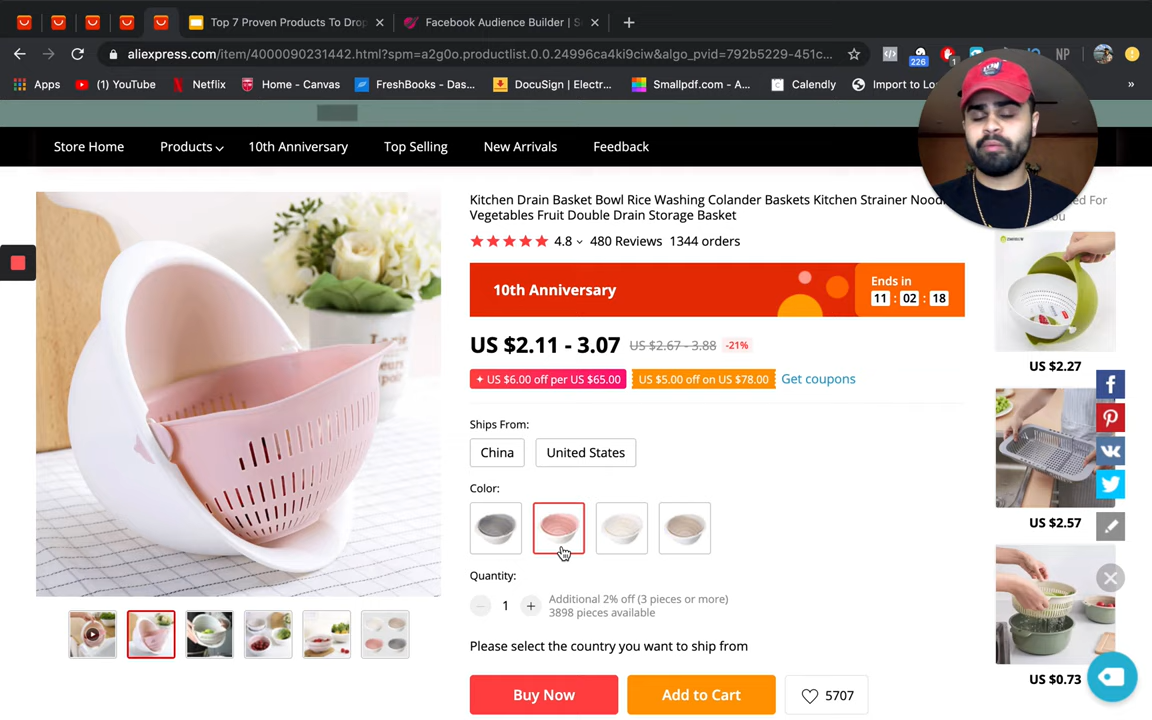 Top 7 Proven Products To Drop
Facebook Audience Builder | S
aliexpress.com/item/4000090231442.html?spm=a2g0o.productlist.0.0.24996ca4ki9ciw&algo_pvid=792b5229-451c...
226
1
NP
Apps
(1) YouTube
Netflix
Home - Canvas
FreshBooks - Das...
DocuSign | Electr...
Smallpdf.com - A...
Calendly
Import to Lo
»
Store Home
Products
10th Anniversary
Top Selling
New Arrivals
Feedback
Kitchen Drain Basket Bowl Rice Washing Colander Baskets Kitchen Strainer Nood
Vegetables Fruit Double Drain Storage Basket
ed For
ou
4.8
480 Reviews
1344 orders
10th Anniversary
Ends in
11 : 02 : 18
US $2.11 - 3.07
US $2.67 - 3.88
-21%
US $2.27
US $6.00 off per US $65.00
US $5.00 off on US $78.00
Get coupons
Ships From:
China
United States
Color:
US $2.57
Quantity:
1
Additional 2% off (3 pieces or more)
3898 pieces available
Please select the country you want to ship from
US $0.73
Buy Now
Add to Cart
5707